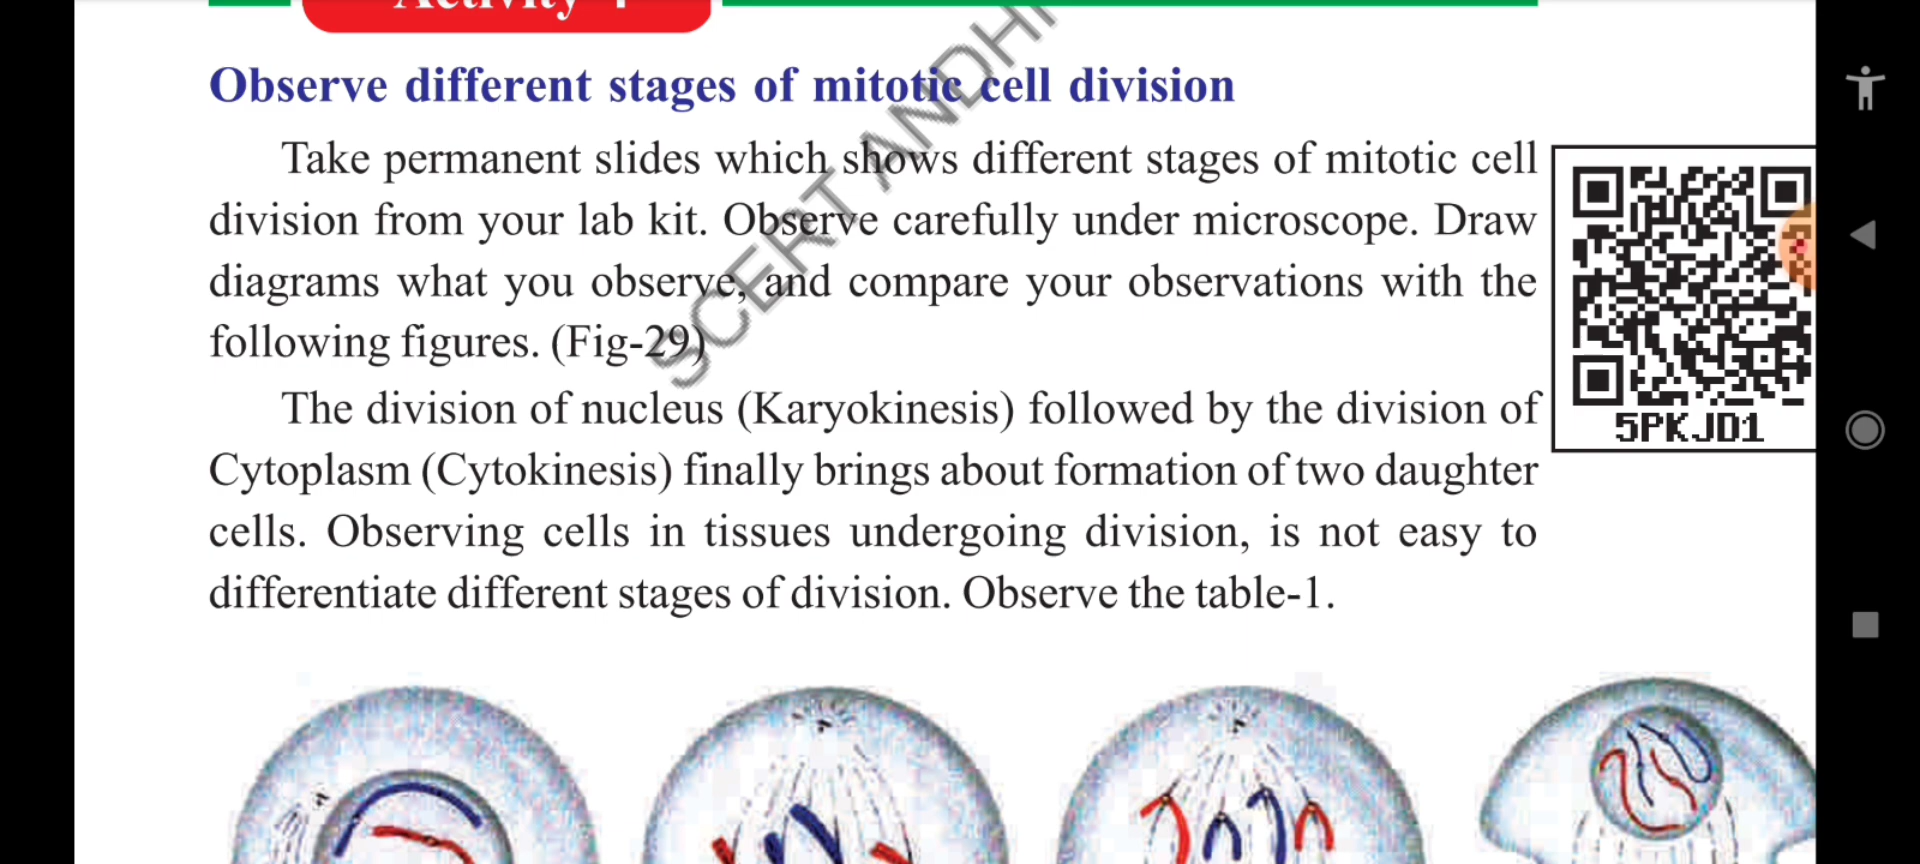 Activity
Observe different stages of mitotic cell division
Take permanent slides which shows different stages of mitotic cell
division from your lab kit. Observe carefully under microscope. Draw
diagrams what you observe, and compare your observations with the
following figures. (Fig-29)
The division of nucleus (Karyokinesis) followed by the division of
Cytoplasm (Cytokinesis) finally brings about formation of two daughter
cells. Observing cells in tissues undergoing division, is not easy to
differentiate different stages of division. Observe the table-1.
5PKJD1
SCERT ANDH